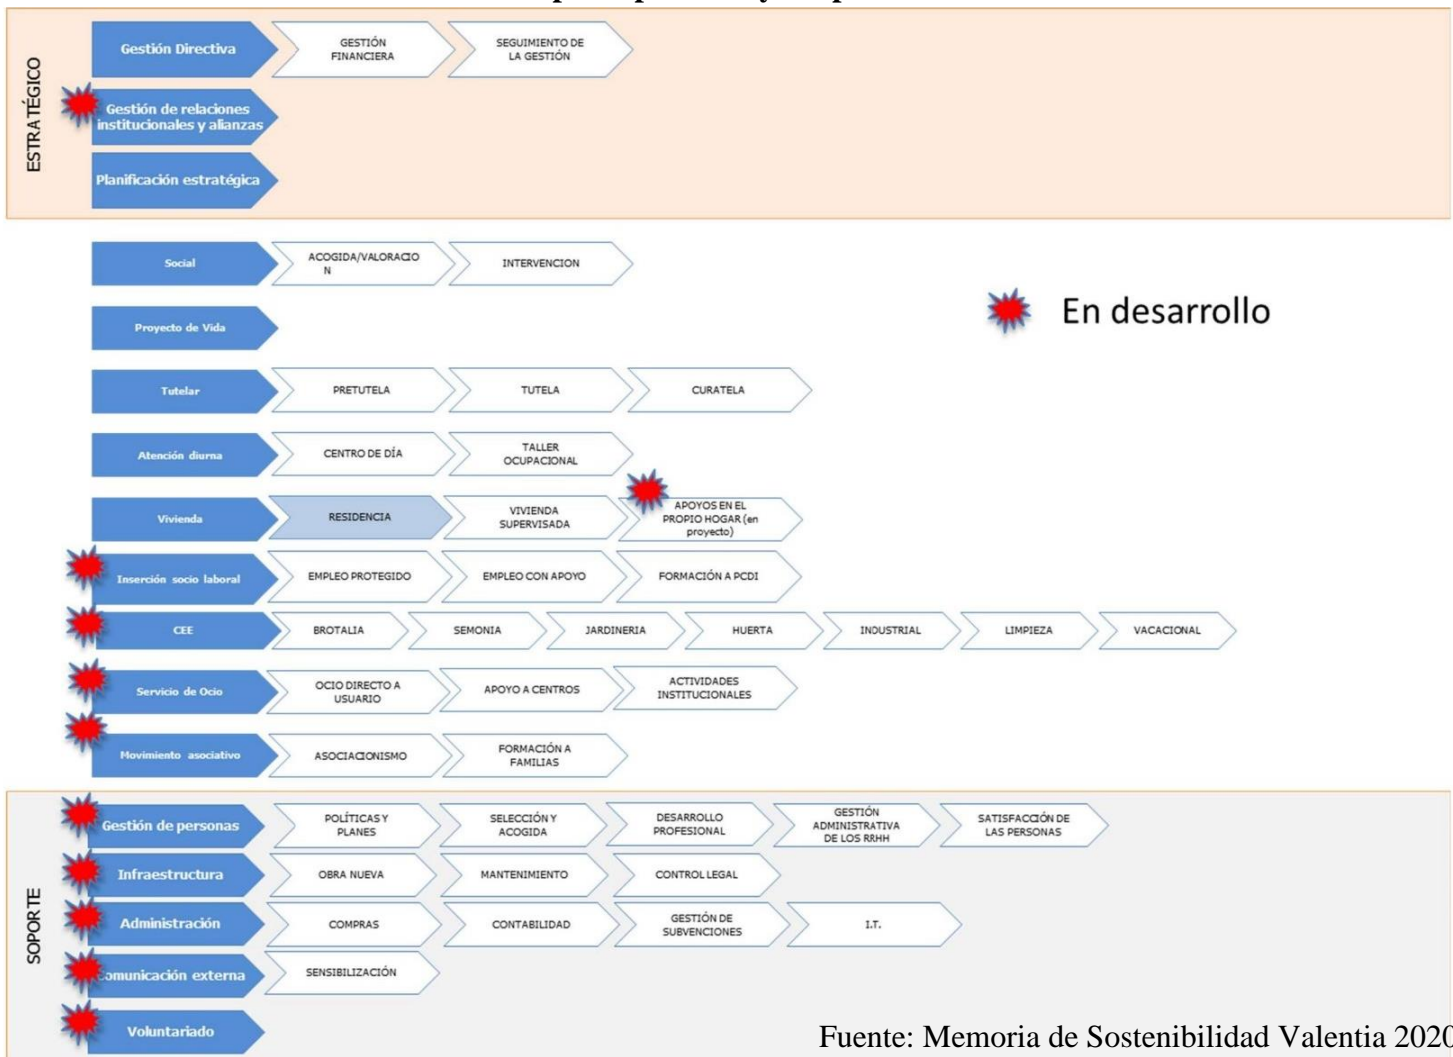 ESTRATÉGICO
Gestión Directiva
GESTIÓN
FINANCIERA
SEGUIMIENTO DE
LA GESTIÓN
Gestión de relaciones
institucionales y alianzas
Planificación estratégica
Social
ACOGIDA/VALORACIO
N
INTERVENCION
En desarrollo
Proyecto de Vida
Tutelar
PRETUTELA
TUTELA
CURATELA
Atención diurna
CENTRO DE DÍA
TALLER
OCUPACIONAL
Vivienda
RESIDENCIA
VIVIENDA
SUPERVISADA
APOYOS EN EL
PROPIO HOGAR (en
proyecto)
Inserción socio laboral
EMPLEO PROTEGIDO
EMPLEO CON APOYO
FORMACIÓN A PCDI
CEE
BROTALIA
SEMONIA
JARDINERIA
HUERTA
INDUSTRIAL
LIMPIEZA
VACACIONAL
Servicio de Ocio
OCIO DIRECTO A
USUARIO
APOYO A CENTROS
ACTIVIDADES
INSTITUCIONALES
Movimiento asociativo
ASOCIACIONISMO
FORMACIÓN A
FAMILIAS
SOPORTE
Gestión de personas
POLÍTICAS Y
PLANES
SELECCIÓN Y
ACOGIDA
DESARROLLO
PROFESIONAL
GESTIÓN
ADMINISTRATIVA
DE LOS RRHH
SATISFACCIÓN DE
LAS PERSONAS
Infraestructura
OBRA NUEVA
MANTENIMIENTO
CONTROL LEGAL
Administración
COMPRAS
CONTABILIDAD
GESTIÓN DE
SUBVENCIONES
I.T.
omunicación externa
SENSIBILIZACIÓN
Voluntariado
Fuente: Memoria de Sostenibilidad Valentia 2020